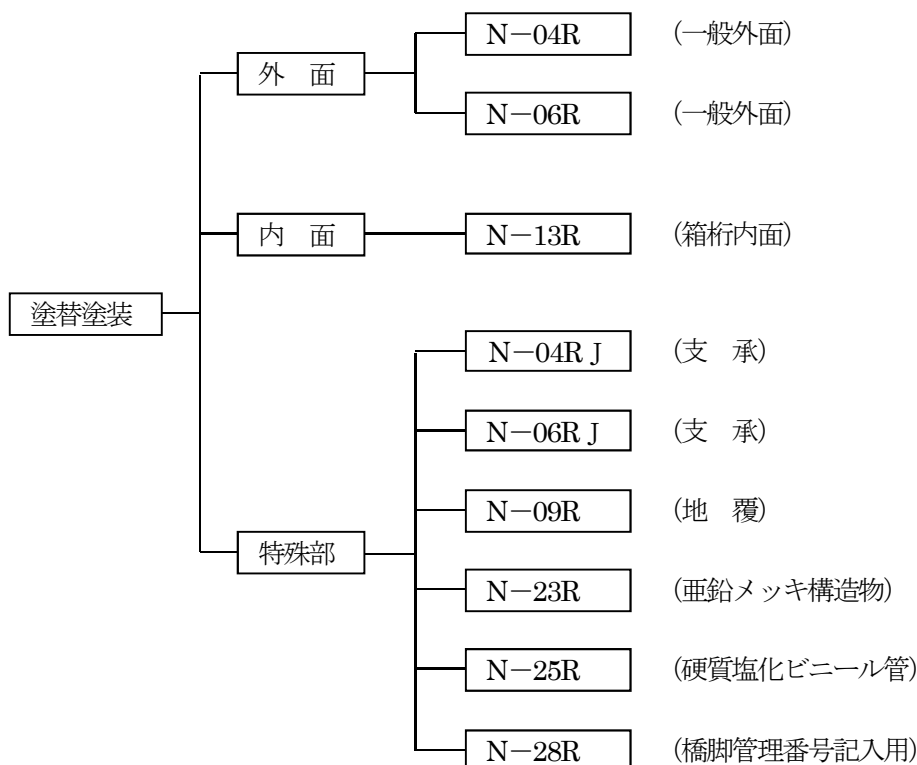 N－04R (一般外面)
外　面
N－06R (一般外面)
内　面 N－13R (箱桁内面)
塗替塗装
N－04R J (支　承)
N－06R J (支　承)
N－09R (地　覆)
特殊部
N－23R (亜鉛メッキ構造物)
N－25R (硬質塩化ビニール管)
N－28R (橋脚管理番号記入用)